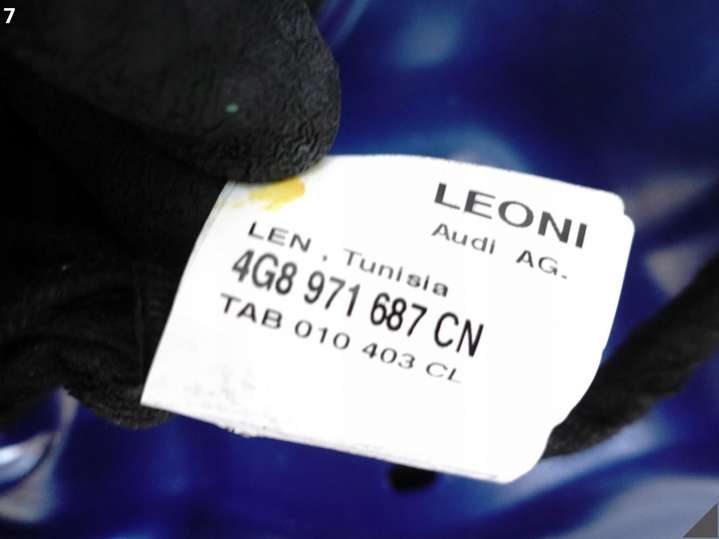 7
LEONI
Audi AG.
LEN, Tunisia
4G8 971 687 CN
TAB 010 403 CL